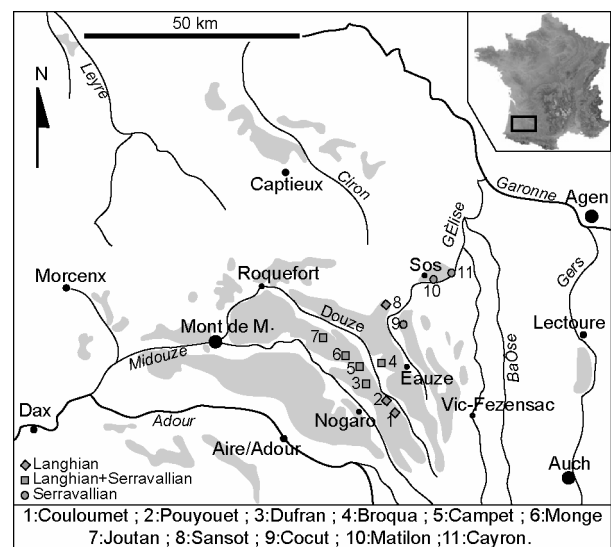 50 km
N
Leyre
Captieux
Ciron
Garonne
Agen
GÈlise
Sos
11
10
Gers
Morcenx
Roquefort
8
Douze
9
7
Mont de M.
Lectoure
6
5
4
BaOse
Midouze
3
Eauze
2
Vic-Fezensac
Nogaro
1
Dax
Adour
Aire/Adour
Auch
Langhian
Langhian+Serravallian
Serravallian
1:Couloumet ; 2:Pouyouet ; 3:Dufran ; 4:Broqua ; 5:Campet ; 6:Monge
7:Joutan ; 8:Sansot ; 9:Cocut ; 10:Matilon ;11:Cayron.